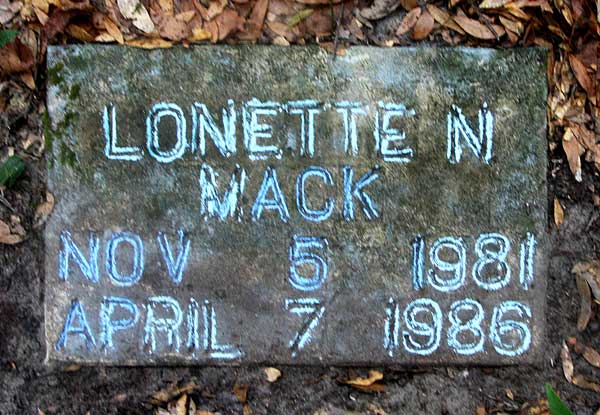 LONETTE N
MACK
NOV 5 1981
APRIL 7 1986